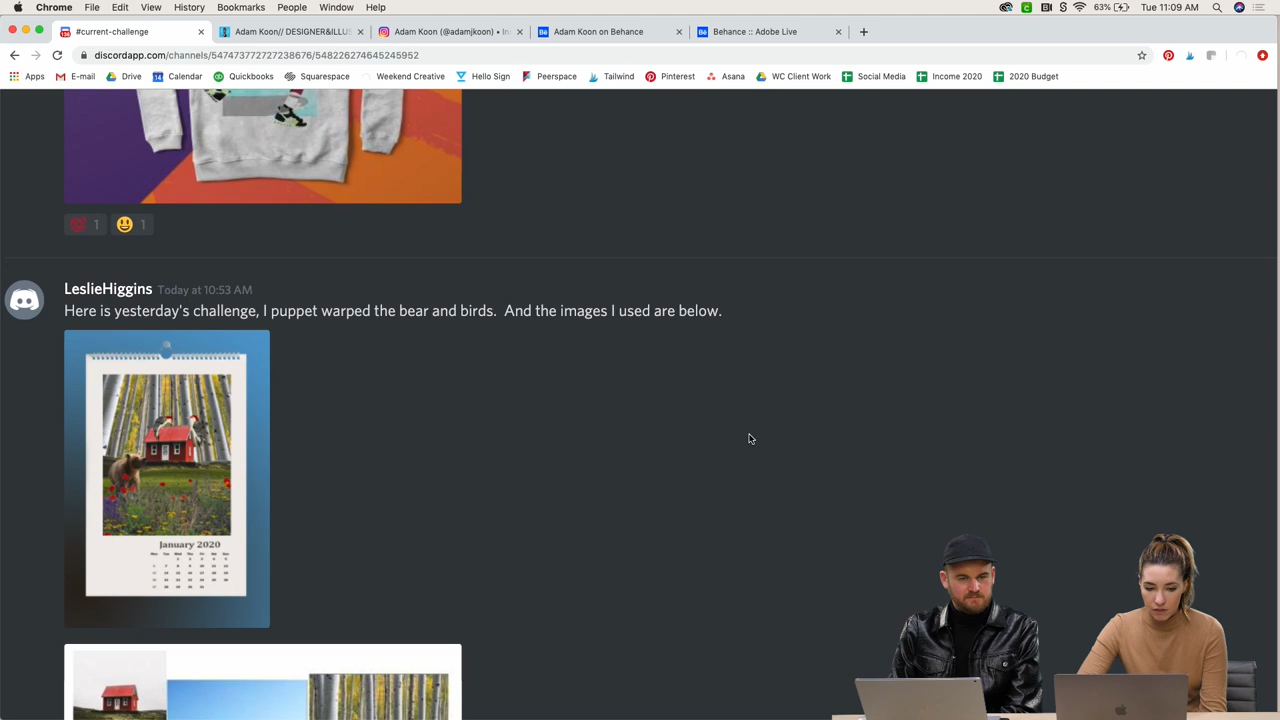 Chrome File Edit View History Bookmarks People Window Help 63% Tue 11:09 AM
#current-challenge Adam Koon// DESIGNER&ILLUS Adam Koon (@adamjkoon) • In Adam Koon on Behance Behance :: Adobe Live
discordapp.com/channels/547473772727238676/548226274645245952
Apps E-mail Drive Calendar Quickbooks Squarespace Weekend Creative Hello Sign Peerspace Tailwind Pinterest Asana WC Client Work Social Media Income 2020 2020 Budget
1 1
LeslieHiggins Today at 10:53 AM
Here is yesterday's challenge, I puppet warped the bear and birds. And the images I used are below.
January 2020